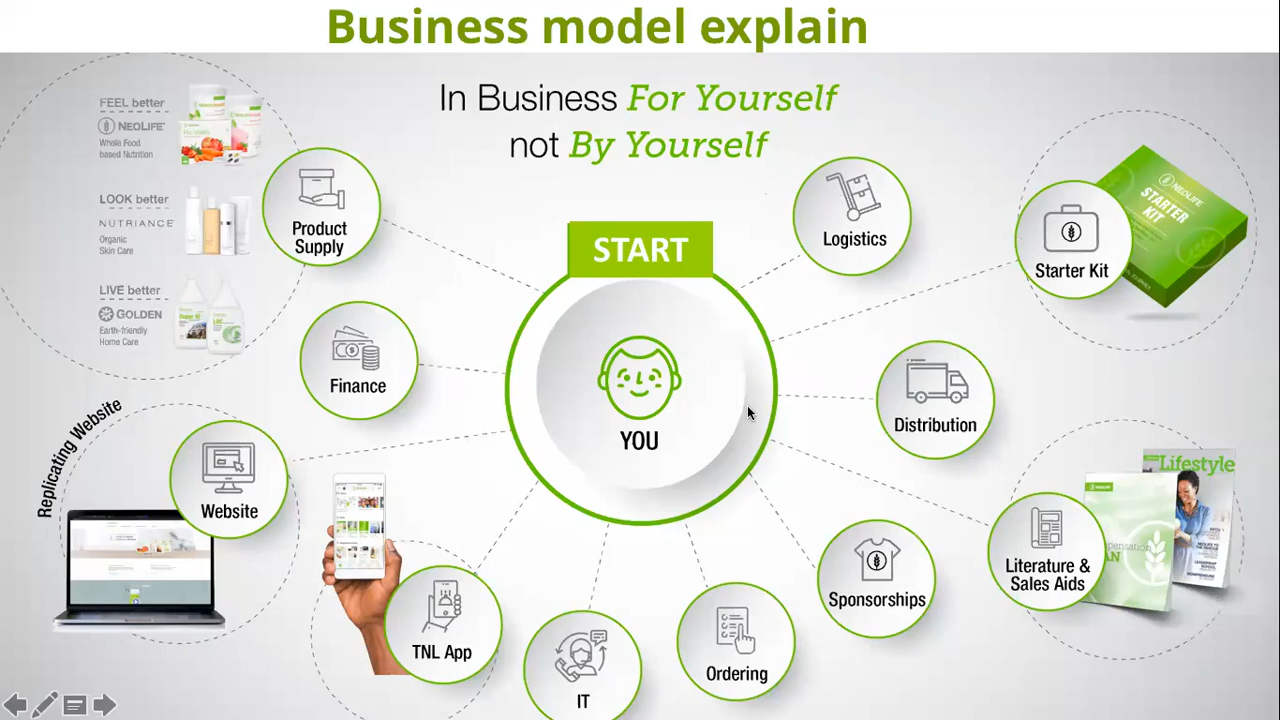 Business model explain
In Business For Yourself
not By Yourself
FEEL better
NEOLIFE
Whole Food
based Nutrition
LOOK better
NUTRIANCE
Organic
Skin Care
LIVE better
GOLDEN
Earth-friendly
Home Care
Product
Supply
Finance
Replicating Website
Website
TNL App
IT
Ordering
Sponsorships
Literature &
Sales Aids
Lifestyle
Distribution
Starter Kit
NEOLIFE
STARTER
KIT
Logistics
START
YOU